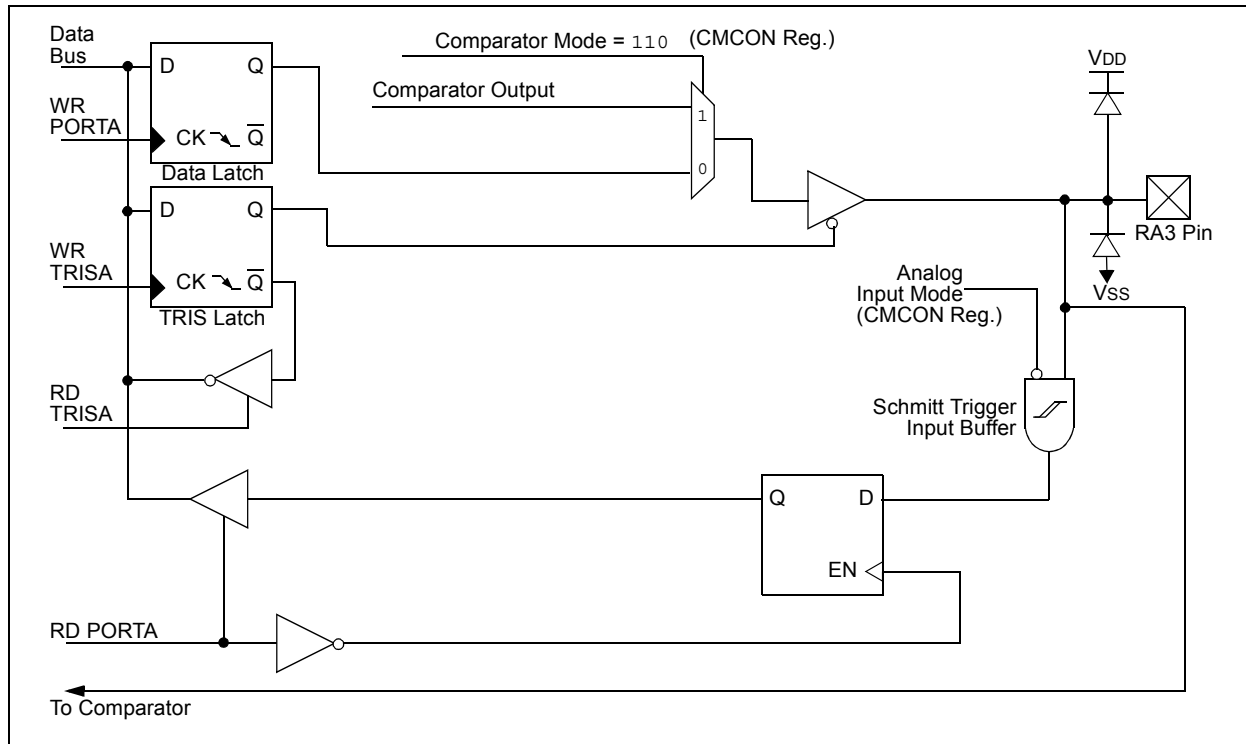 Data
Bus
D Q
WR
PORTA
CK Q
Data Latch
Comparator Mode = 110 (CMCON Reg.)
Comparator Output
1
0
VDD
RA3 Pin
VSS
D Q
WR
TRISA
CK Q
TRIS Latch
Analog
Input Mode
(CMCON Reg.)
RD
TRISA
Schmitt Trigger
Input Buffer
Q D
EN
RD PORTA
To Comparator